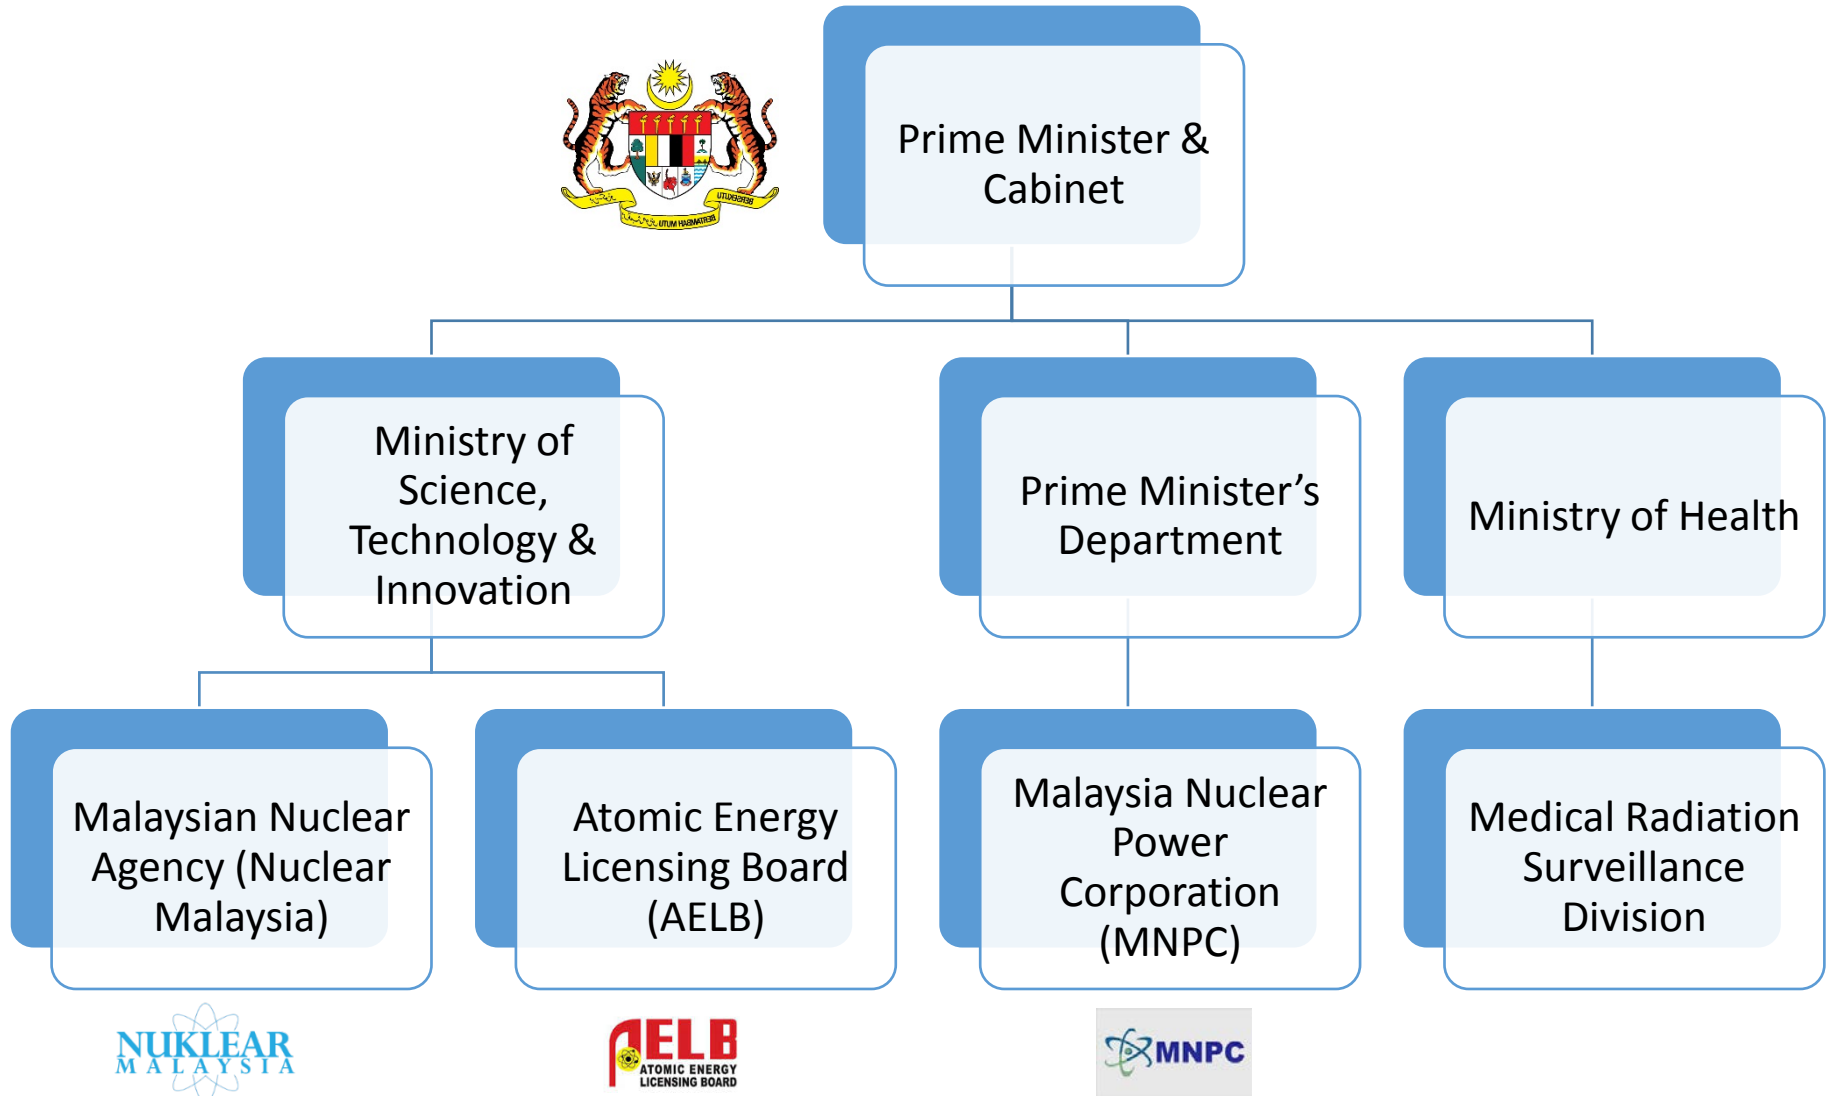 Prime Minister &
Cabinet
Ministry of
Science,
Technology &
Innovation
Prime Minister’s
Department
Ministry of Health
Malaysian Nuclear
Agency (Nuclear
Malaysia)
Atomic Energy
Licensing Board
(AELB)
Malaysia Nuclear
Power
Corporation
(MNPC)
Medical Radiation
Surveillance
Division
NUKLEAR
MALAYSIA
AELB
ATOMIC ENERGY
LICENSING BOARD
MNPC